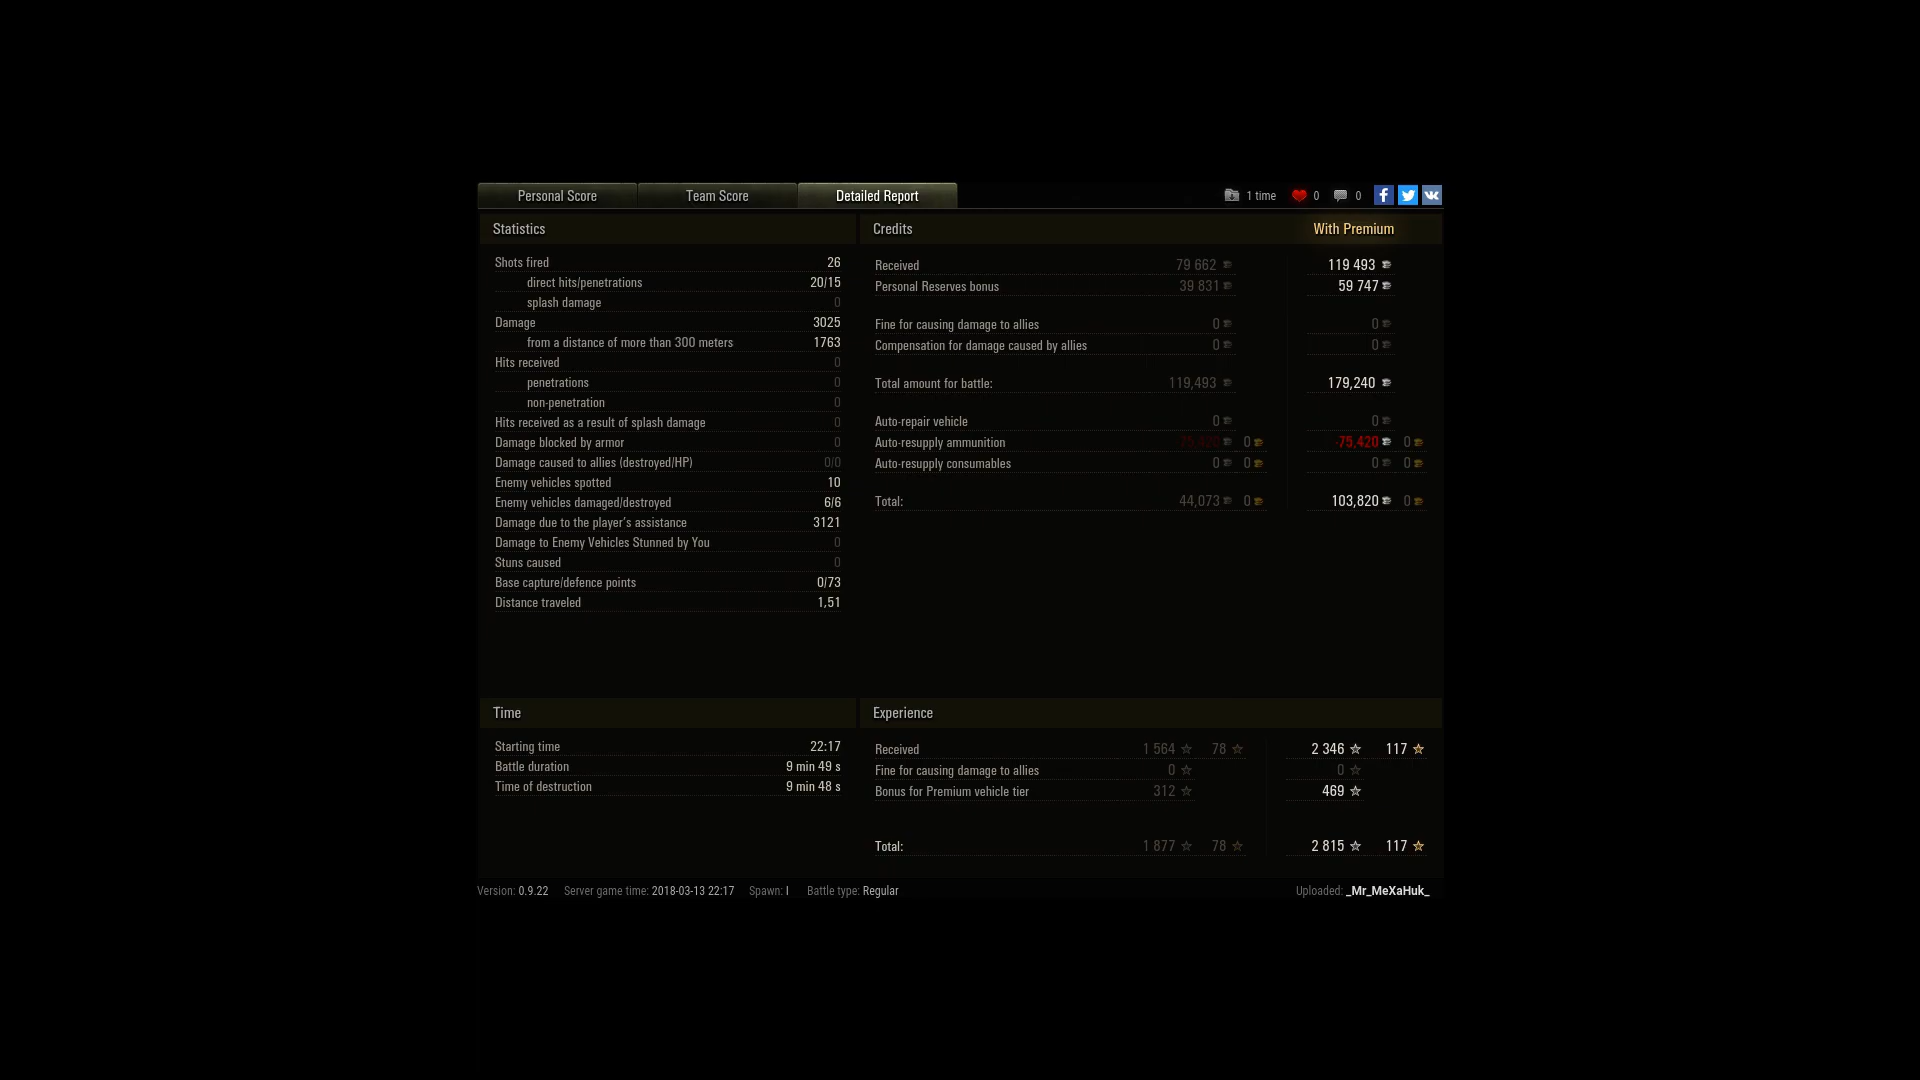 Personal Score Team Score Detailed Report 1 time 0 0
Statistics
Shots fired 26
direct hits/penetrations 20/15
splash damage 0
Damage 3025
from a distance of more than 300 meters 1763
Hits received 0
penetrations 0
non-penetration 0
Hits received as a result of splash damage 0
Damage blocked by armor 0
Damage caused to allies (destroyed/HP) 0/0
Enemy vehicles spotted 10
Enemy vehicles damaged/destroyed 6/6
Damage due to the player's assistance 3121
Damage to Enemy Vehicles Stunned by You 0
Stuns caused 0
Base capture/defence points 0/73
Distance traveled 1,51
Credits With Premium
Received 79 662 119 493
Personal Reserves bonus 39 831 59 747
Fine for causing damage to allies 0 0
Compensation for damage caused by allies 0 0
Total amount for battle: 119,493 179,240
Auto-repair vehicle 0 0
Auto-resupply ammunition -75,420 0 -75,420 0
Auto-resupply consumables 0 0 0 0
Total: 44,073 0 103,820 0
Time
Starting time 22:17
Battle duration 9 min 49 s
Time of destruction 9 min 48 s
Experience
Received 1 564 78 2 346 117
Fine for causing damage to allies 0 0
Bonus for Premium vehicle tier 312 469
Total: 1 877 78 2 815 117
Version: 0.9.22 Server game time: 2018-03-13 22:17 Spawn: I Battle type: Regular Uploaded: _Mr_MeXaHuk_